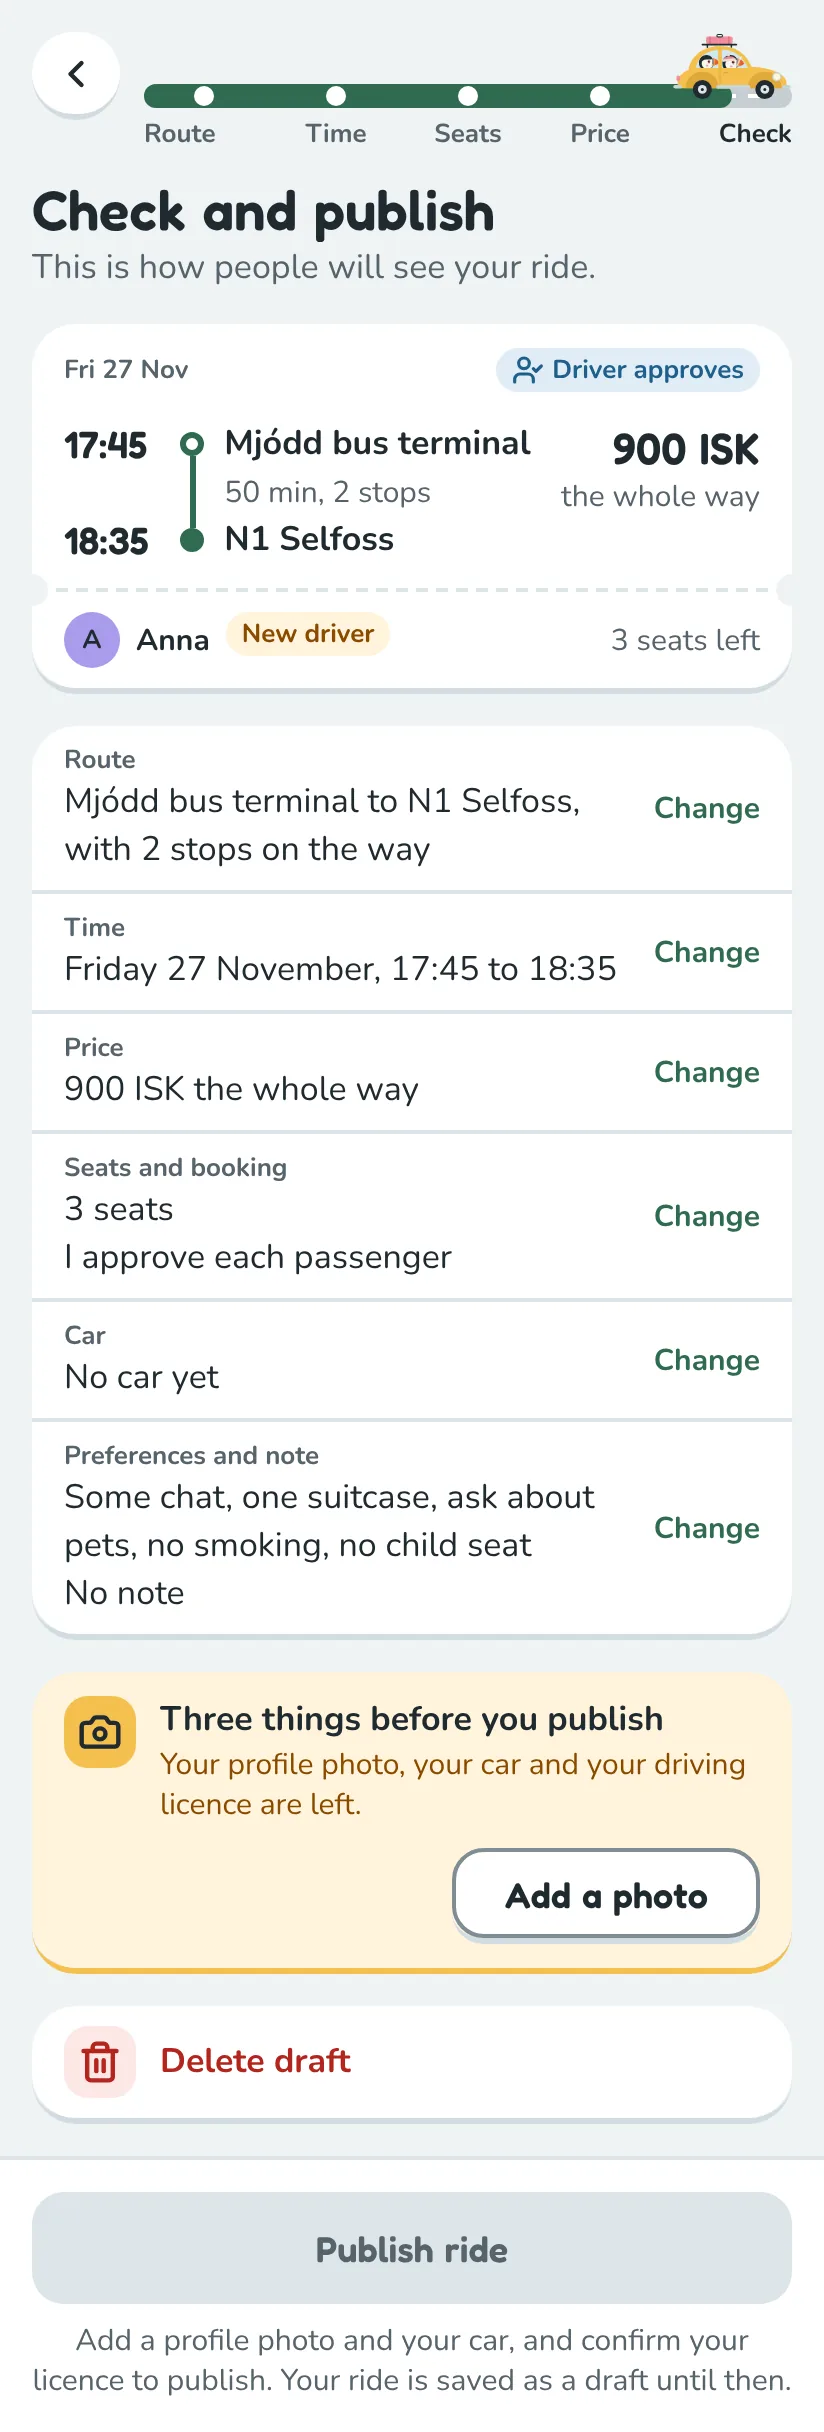 Route Time Seats Price Check
Check and publish
This is how people will see your ride.
Fri 27 Nov Driver approves
17:45 Mjódd bus terminal 900 ISK
50 min, 2 stops the whole way
18:35 N1 Selfoss
A Anna New driver 3 seats left
Route
Mjódd bus terminal to N1 Selfoss,
with 2 stops on the way
Change
Time
Friday 27 November, 17:45 to 18:35
Change
Price
900 ISK the whole way
Change
Seats and booking
3 seats
I approve each passenger
Change
Car
No car yet
Change
Preferences and note
Some chat, one suitcase, ask about
pets, no smoking, no child seat
No note
Change
Three things before you publish
Your profile photo, your car and your driving
licence are left.
Add a photo
Delete draft
Publish ride
Add a profile photo and your car, and confirm your
licence to publish. Your ride is saved as a draft until then.